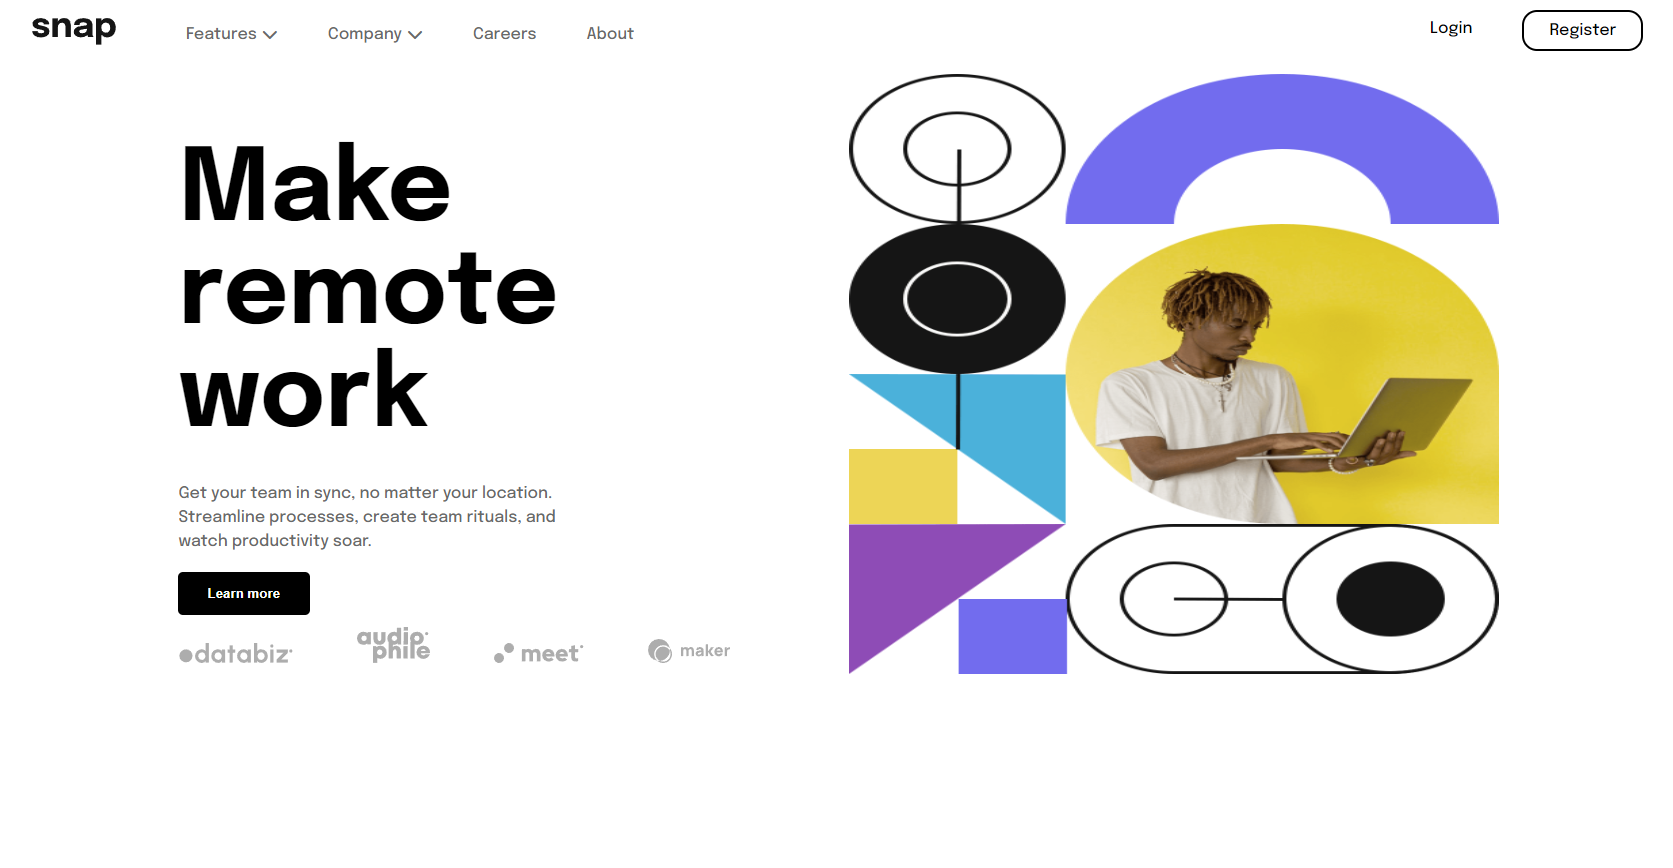 snap
Features
Company
Careers
About
Login
Register
Make
remote
work
Get your team in sync, no matter your location.
Streamline processes, create team rituals, and
watch productivity soar.
Learn more
databiz
audio
phile
meet
maker